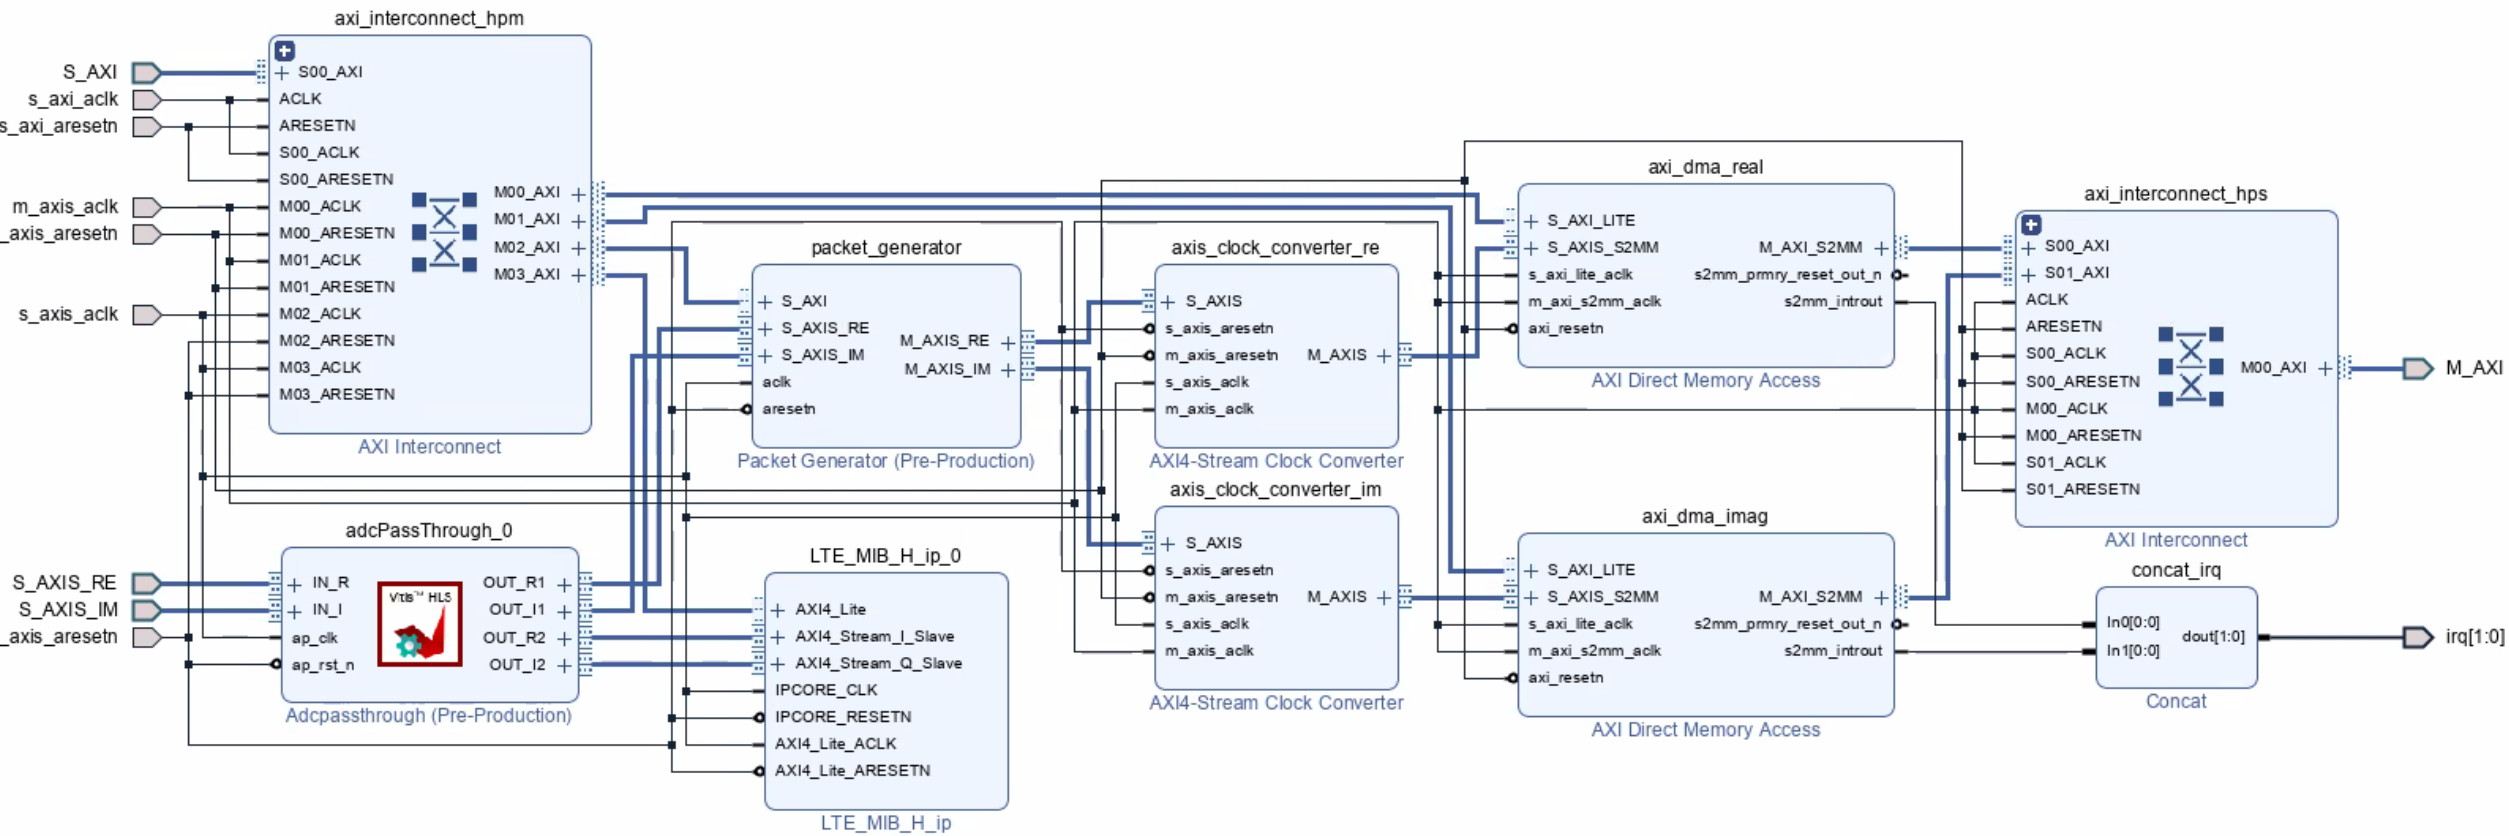 axi_interconnect_hpm
S_AXI
s_axi_aclk
s_axi_aresetn
m_axis_aclk
_axis_aresetn
s_axis_aclk
S00_AXI
ACLK
ARESETN
S00_ACLK
S00_ARESETN
M00_ACLK
M00_ARESETN
M01_ACLK
M01_ARESETN
M02_ACLK
M02_ARESETN
M03_ACLK
M03_ARESETN
M00_AXI
M01_AXI
M02_AXI
M03_AXI
AXI Interconnect
adcPassThrough_0
S_AXIS_RE
S_AXIS_IM
_axis_aresetn
IN_R
IN_I
ap_clk
ap_rst_n
Vitis™ HLS
OUT_R1
OUT_I1
OUT_R2
OUT_I2
Adcpassthrough (Pre-Production)
packet_generator
S_AXI
S_AXIS_RE
S_AXIS_IM
aclk
aresetn
M_AXIS_RE
M_AXIS_IM
Packet Generator (Pre-Production)
LTE_MIB_H_ip_0
AXI4_Lite
AXI4_Stream_I_Slave
AXI4_Stream_Q_Slave
IPCORE_CLK
IPCORE_RESETN
AXI4_Lite_ACLK
AXI4_Lite_ARESETN
LTE_MIB_H_ip
axis_clock_converter_re
S_AXIS
s_axis_aresetn
m_axis_aresetn
s_axis_aclk
m_axis_aclk
M_AXIS
AXI4-Stream Clock Converter
axis_clock_converter_im
S_AXIS
s_axis_aresetn
m_axis_aresetn
s_axis_aclk
m_axis_aclk
M_AXIS
AXI4-Stream Clock Converter
axi_dma_real
S_AXI_LITE
S_AXIS_S2MM
s_axi_lite_aclk
m_axi_s2mm_aclk
axi_resetn
M_AXI_S2MM
s2mm_prmry_reset_out_n
s2mm_introut
AXI Direct Memory Access
axi_dma_imag
S_AXI_LITE
S_AXIS_S2MM
s_axi_lite_aclk
m_axi_s2mm_aclk
axi_resetn
M_AXI_S2MM
s2mm_prmry_reset_out_n
s2mm_introut
AXI Direct Memory Access
axi_interconnect_hps
S00_AXI
S01_AXI
ACLK
ARESETN
S00_ACLK
S00_ARESETN
M00_ACLK
M00_ARESETN
S01_ACLK
S01_ARESETN
M00_AXI
M_AXI
AXI Interconnect
concat_irq
In0[0:0]
In1[0:0]
dout[1:0]
irq[1:0]
Concat